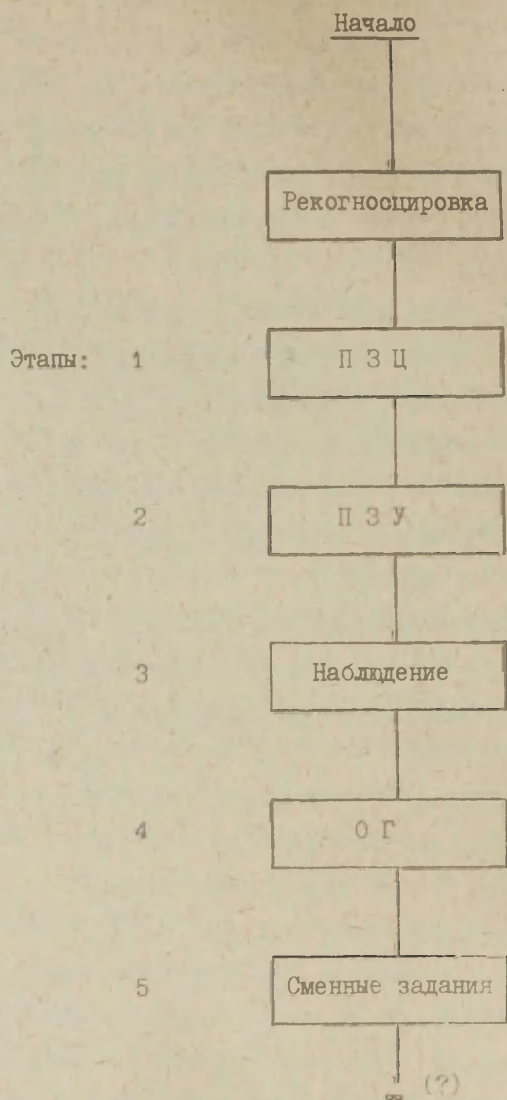 Начало
Рекогносцировка
Этапы: 1 П З Ц
2 П З У
3 Наблюдение
4 О Г
5 Сменные задания
(?)